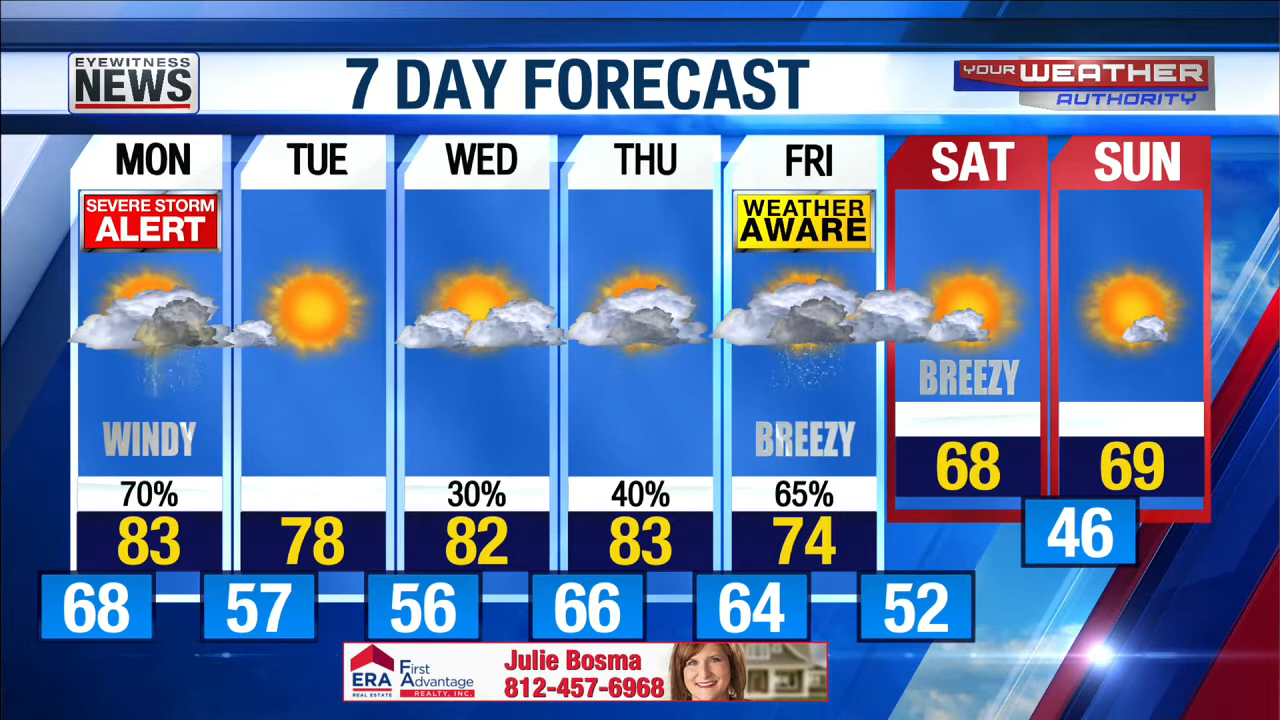 EYEWITNESS
NEWS
7 DAY FORECAST
YOUR WEATHER
AUTHORITY
MON
TUE
WED
THU
FRI
SAT
SUN
SEVERE STORM
ALERT
WEATHER
AWARE
WINDY
BREEZY
BREEZY
70%
30%
40%
65%
83
78
82
83
74
68
69
68
57
56
66
64
52
46
ERA
REAL ESTATE
First
Advantage
REALTY, INC.
Julie Bosma
812-457-6968